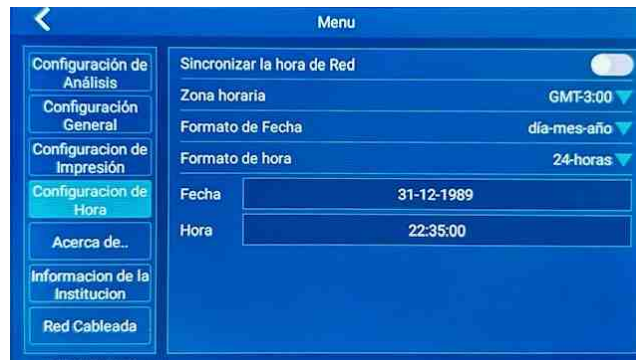 Menu
Configuración de
Análisis
Configuración
General
Configuracion de
Impresión
Configuracion de
Hora
Acerca de..
Informacion de la
Institucion
Red Cableada
Sincronizar la hora de Red
Zona horaria GMT-3:00
Formato de Fecha día-mes-año
Formato de hora 24-horas
Fecha 31-12-1989
Hora 22:35:00